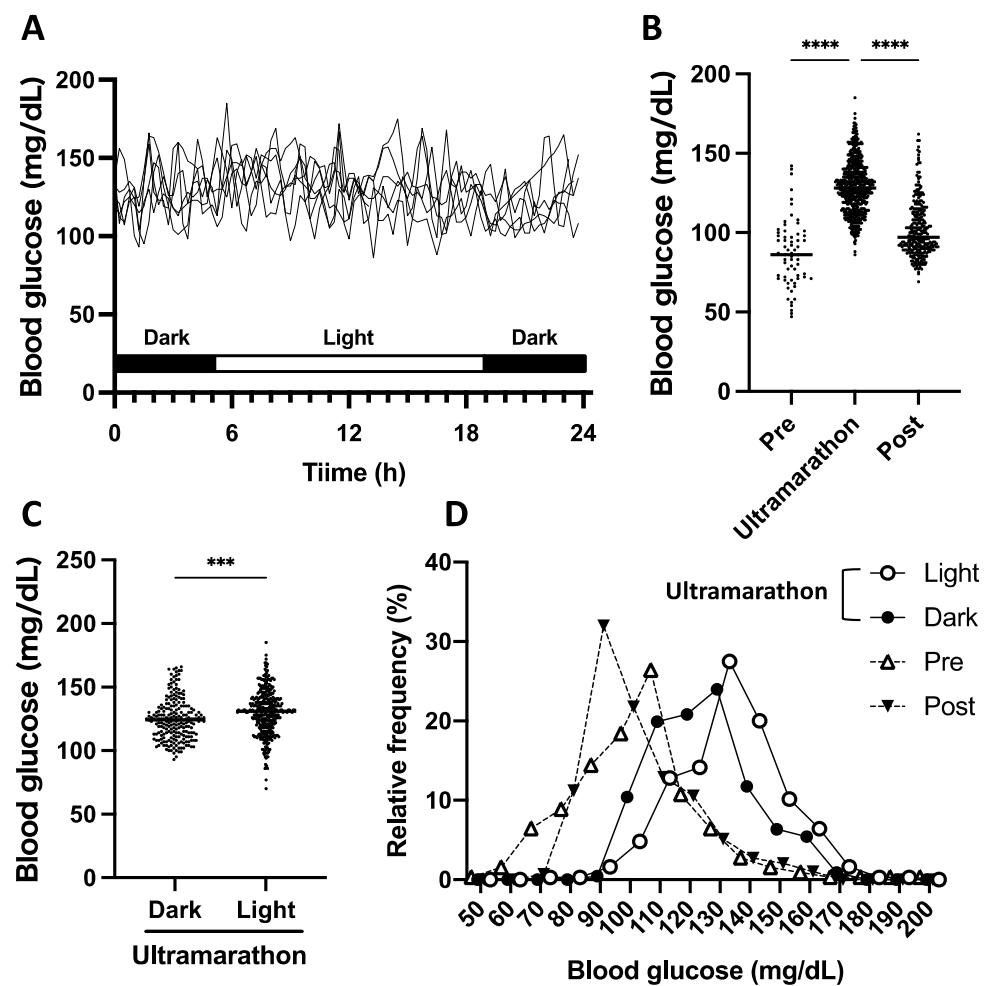 A
Blood glucose (mg/dL)
200
150
100
50
0
Dark
Light
Dark
0
6
12
18
24
Tiime (h)
B
Blood glucose (mg/dL)
****
****
200
150
100
50
0
Pre
Ultramarathon
Post
C
Blood glucose (mg/dL)
250
200
150
100
50
0
***
Dark
Light
Ultramarathon
D
Relative frequency (%)
40
30
20
10
0
Ultramarathon
Light
Dark
Pre
Post
50
60
70
80
90
100
110
120
130
140
150
160
170
180
190
200
Blood glucose (mg/dL)